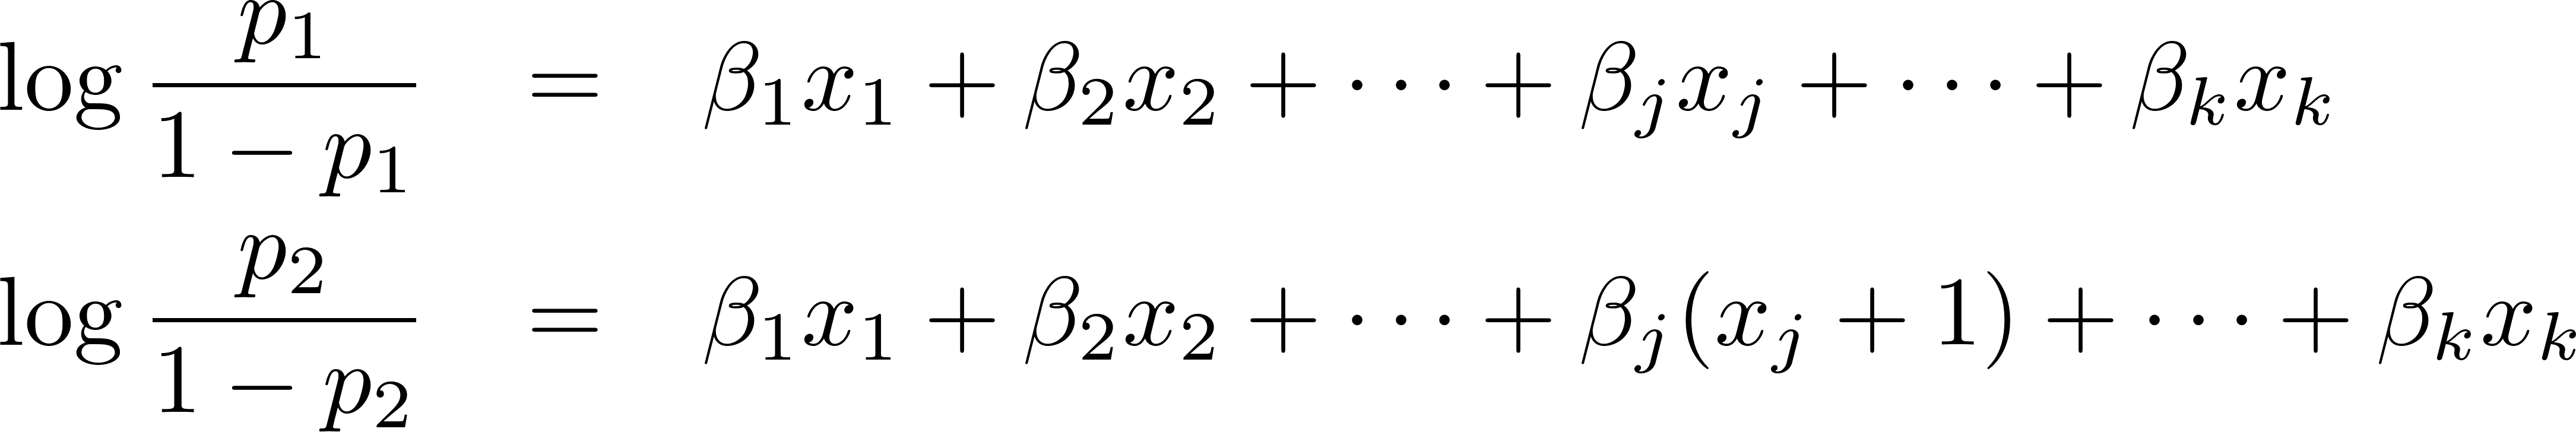 log p₁/(1 − p₁) = β₁x₁ + β₂x₂ + ⋯ + βⱼxⱼ + ⋯ + βₖxₖ
log p₂/(1 − p₂) = β₁x₁ + β₂x₂ + ⋯ + βⱼ(xⱼ + 1) + ⋯ + βₖxₖ